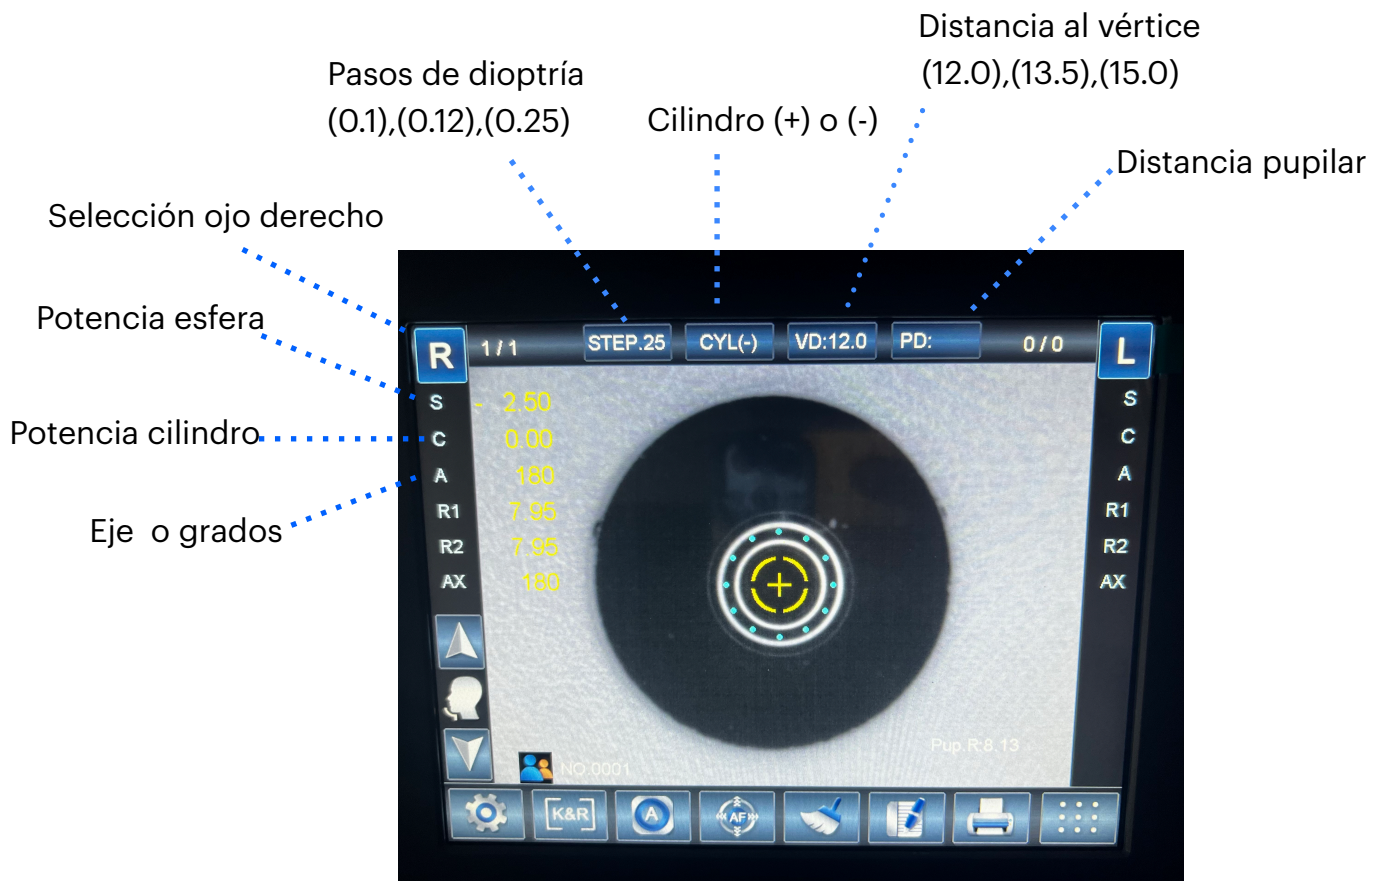 Distancia al vértice
(12.0),(13.5),(15.0)
Pasos de dioptría
(0.1),(0.12),(0.25)
Cilindro (+) o (-)
Distancia pupilar
Selección ojo derecho
Potencia esfera
Potencia cilindro
Eje o grados
R 1/1 STEP.25 CYL(-) VD:12.0 PD: 0/0 L
S - 2.50 S
C 0.00 C
A 180 A
R1 7.95 R1
R2 7.95 R2
AX 180 AX
Pup.R:8.13
NO.0001
K&R A AF